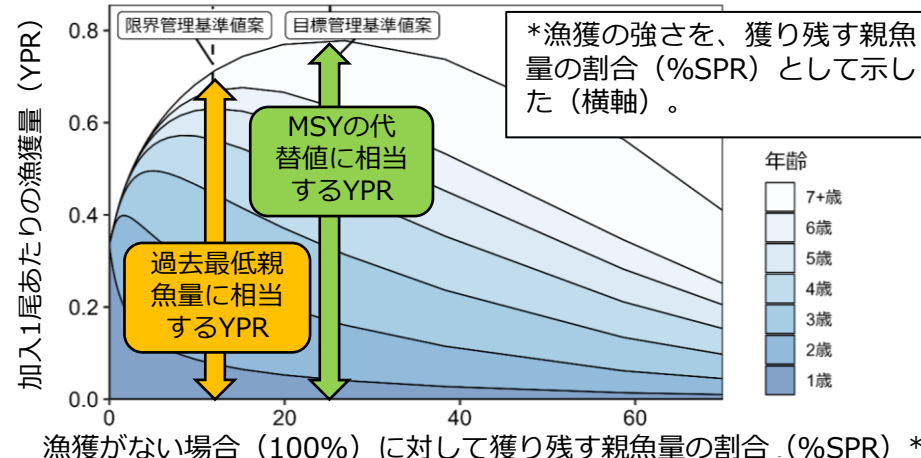 限界管理基準値案
目標管理基準値案
*漁獲の強さを、獲り残す親魚
量の割合（%SPR）として示し
た（横軸）。
加入1尾あたりの漁獲量（YPR）
0.8
0.6
0.4
0.2
0.0
MSYの代
替値に相当
するYPR
過去最低親
魚量に相当
するYPR
年齢
7+歳
6歳
5歳
4歳
3歳
2歳
1歳
0
20
40
60
漁獲がない場合（100%）に対して獲り残す親魚量の割合（%SPR）*